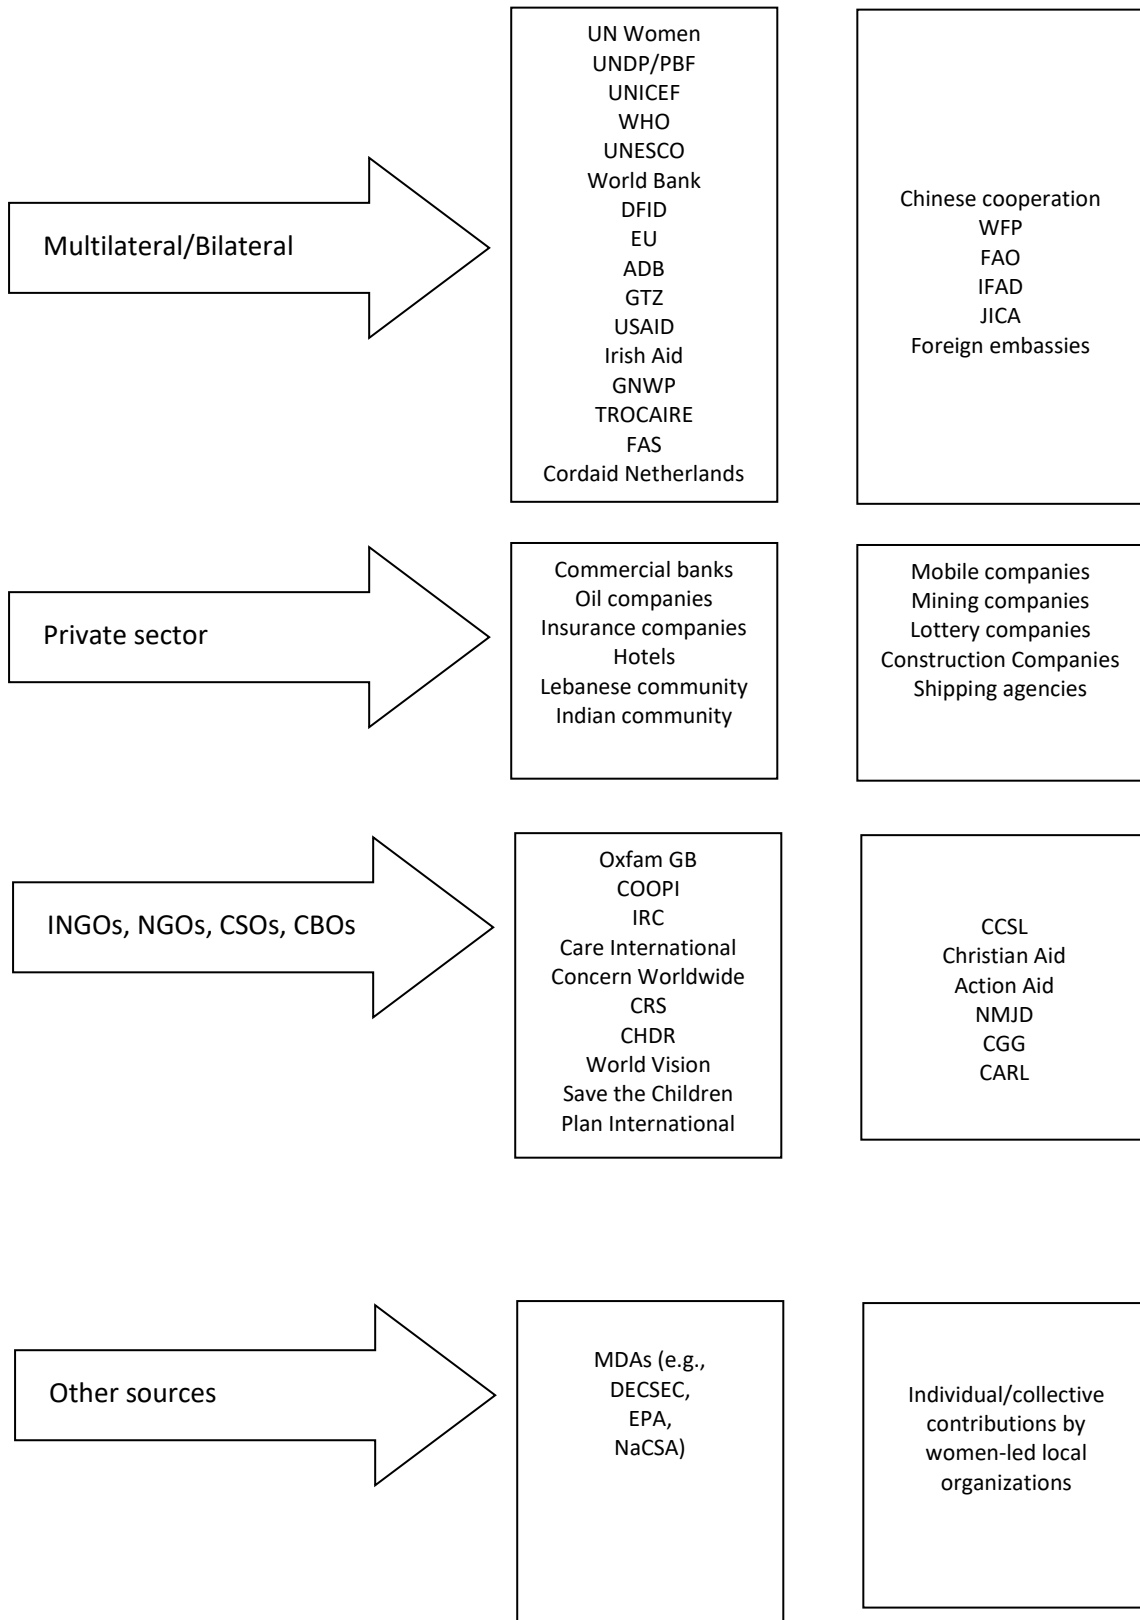 Multilateral/Bilateral
UN Women
UNDP/PBF
UNICEF
WHO
UNESCO
World Bank
DFID
EU
ADB
GTZ
USAID
Irish Aid
GNWP
TROCAIRE
FAS
Cordaid Netherlands
Chinese cooperation
WFP
FAO
IFAD
JICA
Foreign embassies
Private sector
Commercial banks
Oil companies
Insurance companies
Hotels
Lebanese community
Indian community
Mobile companies
Mining companies
Lottery companies
Construction Companies
Shipping agencies
INGOs, NGOs, CSOs, CBOs
Oxfam GB
COOPI
IRC
Care International
Concern Worldwide
CRS
CHDR
World Vision
Save the Children
Plan International
CCSL
Christian Aid
Action Aid
NMJD
CGG
CARL
Other sources
MDAs (e.g.,
DECSEC,
EPA,
NaCSA)
Individual/collective
contributions by
women-led local
organizations